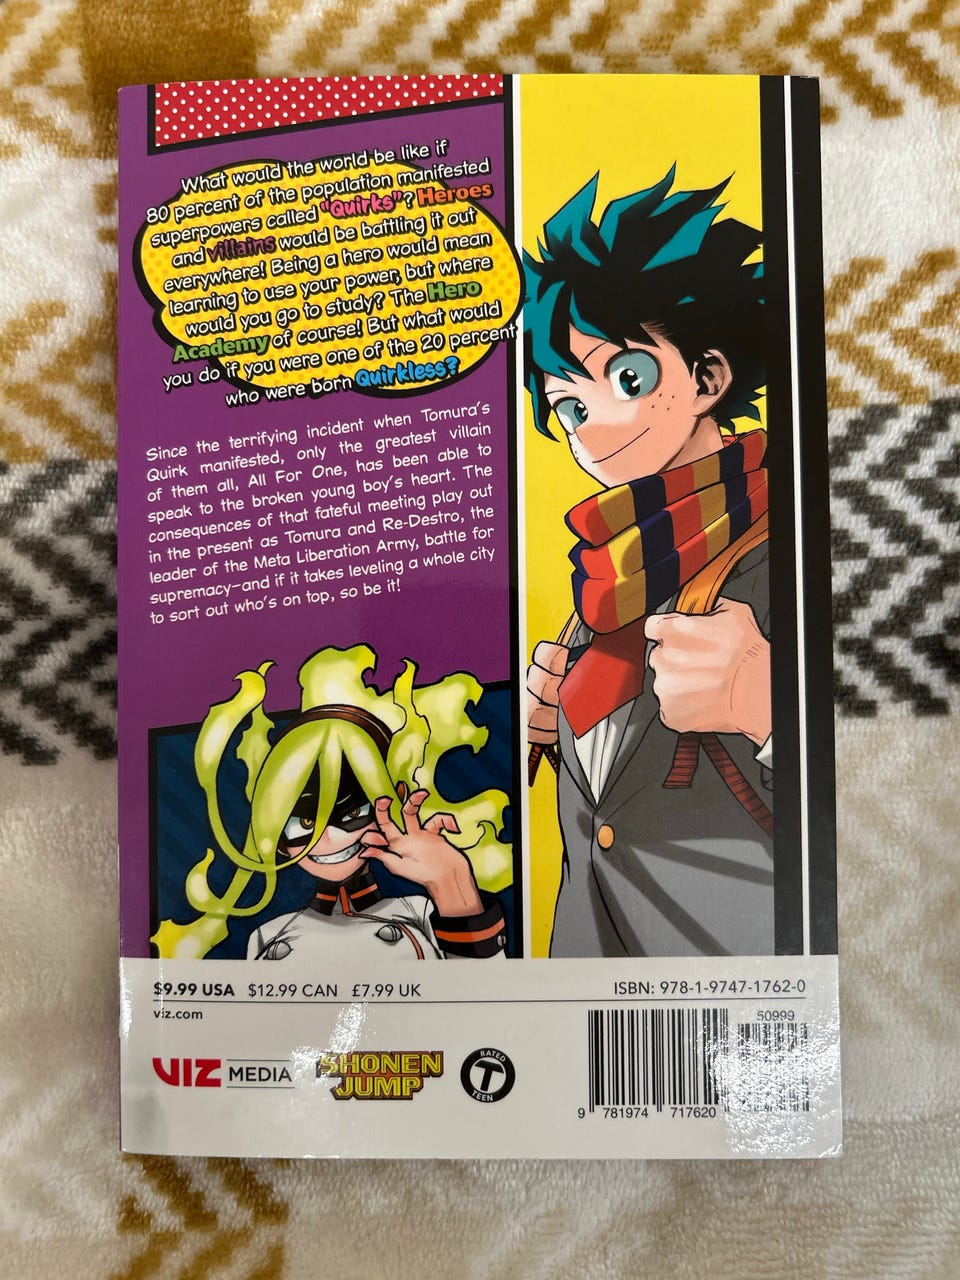 What would the world be like if
80 percent of the population manifested
superpowers called "Quirks"? Heroes
and villains would be battling it out
everywhere! Being a hero would mean
learning to use your power, but where
would you go to study? The Hero
Academy of course! But what would
you do if you were one of the 20 percent
who were born Quirkless?
Since the terrifying incident when Tomura's
Quirk manifested, only the greatest villain
of them all, All For One, has been able to
speak to the broken young boy's heart. The
consequences of that fateful meeting play out
in the present as Tomura and Re-Destro, the
leader of the Meta Liberation Army, battle for
supremacy—and if it takes leveling a whole city
to sort out who's on top, so be it!
$9.99 USA $12.99 CAN £7.99 UK ISBN: 978-1-9747-1762-0
viz.com
50999
VIZ MEDIA
SHONEN
JUMP
RATED
T
TEEN
9 781974 717620